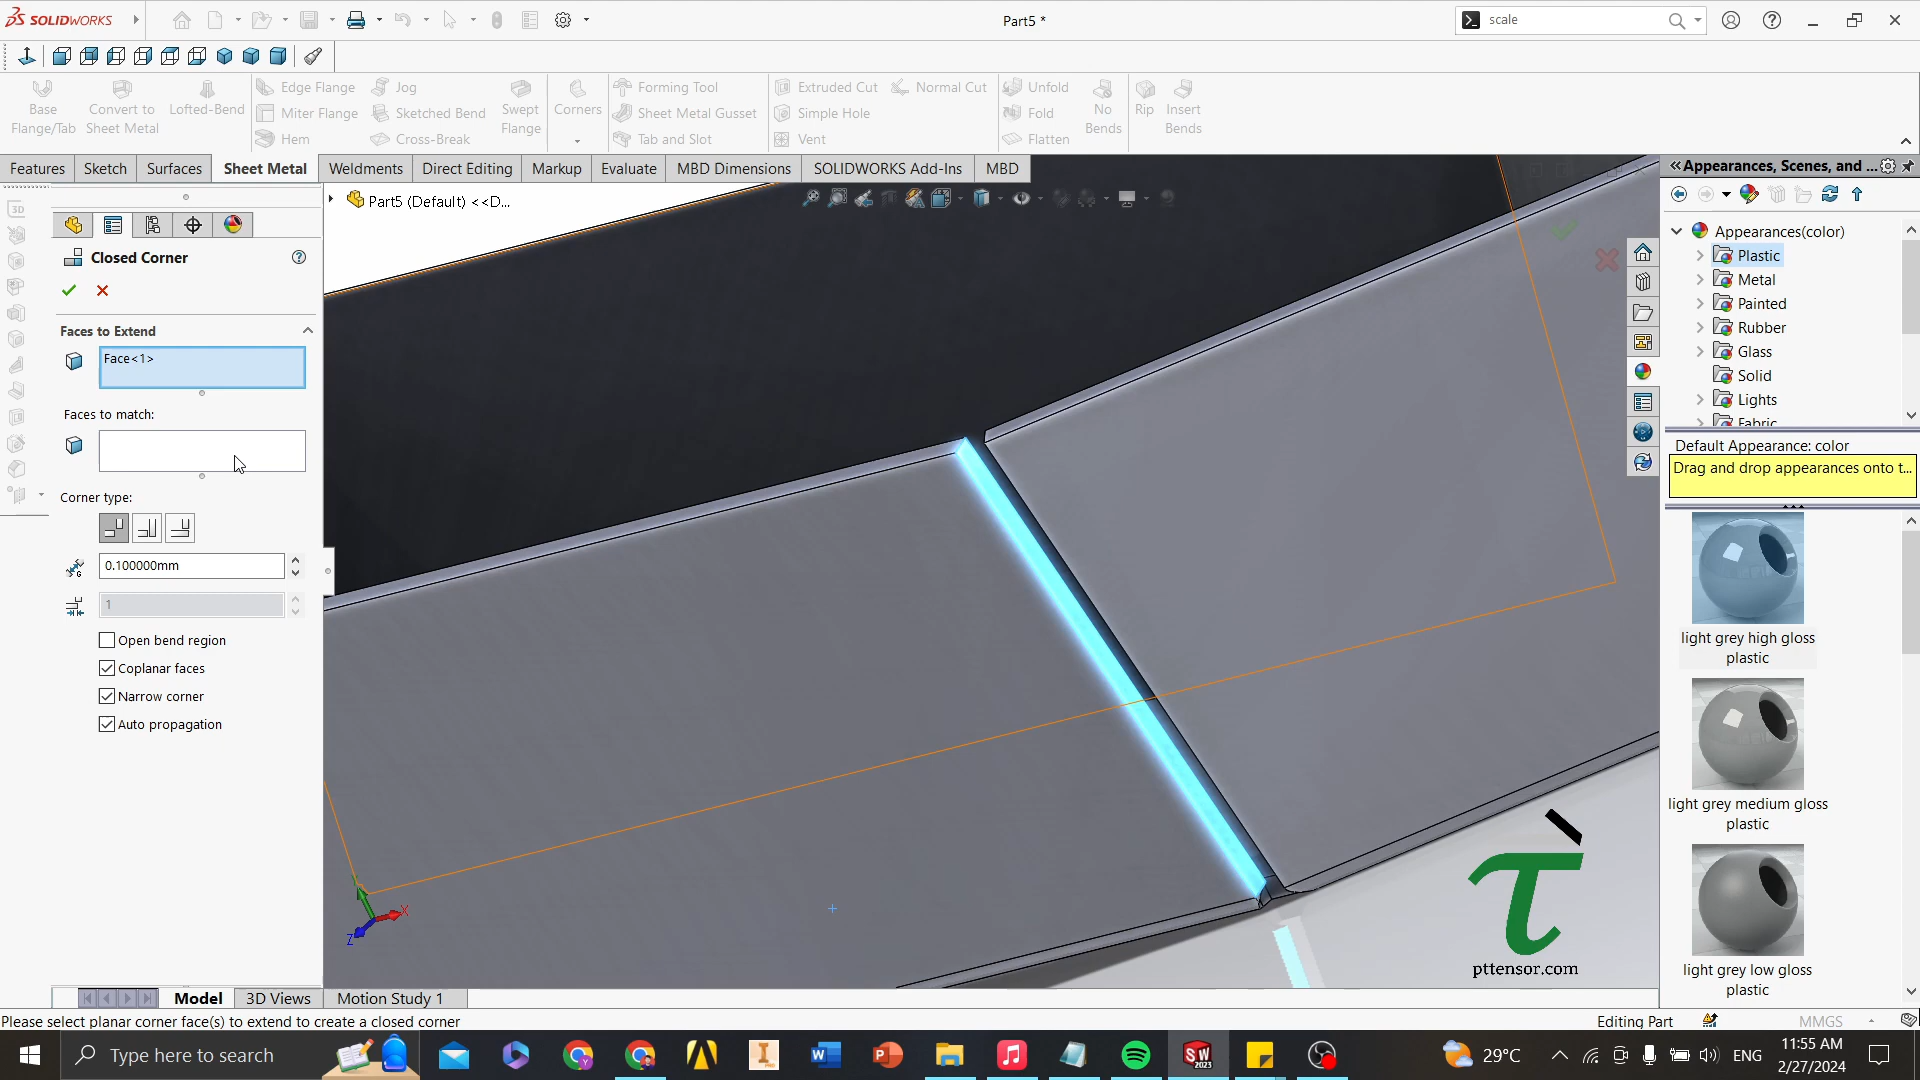 SOLIDWORKS
Part5 *
scale
Base Flange/Tab
Convert to Sheet Metal
Lofted-Bend
Edge Flange
Miter Flange
Hem
Jog
Sketched Bend
Cross-Break
Swept Flange
Corners
Forming Tool
Sheet Metal Gusset
Tab and Slot
Extruded Cut
Simple Hole
Vent
Normal Cut
Unfold
Fold
Flatten
No Bends
Rip
Insert Bends
Features
Sketch
Surfaces
Sheet Metal
Weldments
Direct Editing
Markup
Evaluate
MBD Dimensions
SOLIDWORKS Add-Ins
MBD
Part5 (Default) <<D...
Closed Corner
Faces to Extend
Face<1>
Faces to match:
Corner type:
0.100000mm
1
Open bend region
Coplanar faces
Narrow corner
Auto propagation
X
Z
pttensor.com
Appearances, Scenes, and ...
Appearances(color)
Plastic
Metal
Painted
Rubber
Glass
Solid
Lights
Fabric
Default Appearance: color
Drag and drop appearances onto t...
light grey high gloss
plastic
light grey medium gloss
plastic
light grey low gloss
plastic
Model
3D Views
Motion Study 1
Please select planar corner face(s) to extend to create a closed corner
Editing Part
MMGS
Type here to search
29°C
ENG
11:55 AM
2/27/2024